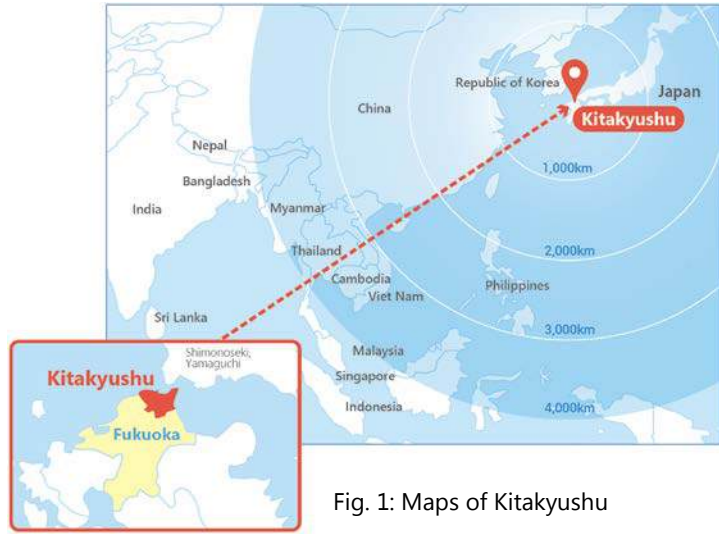 Republic of Korea
Japan
China
Kitakyushu
Nepal
1,000km
Bangladesh
India
Myanmar
Thailand
2,000km
Cambodia
Philippines
Viet Nam
Sri Lanka
3,000km
Malaysia
Singapore
Indonesia
4,000km
Shimonoseki,
Yamaguchi
Kitakyushu
Fukuoka
Fig. 1: Maps of Kitakyushu